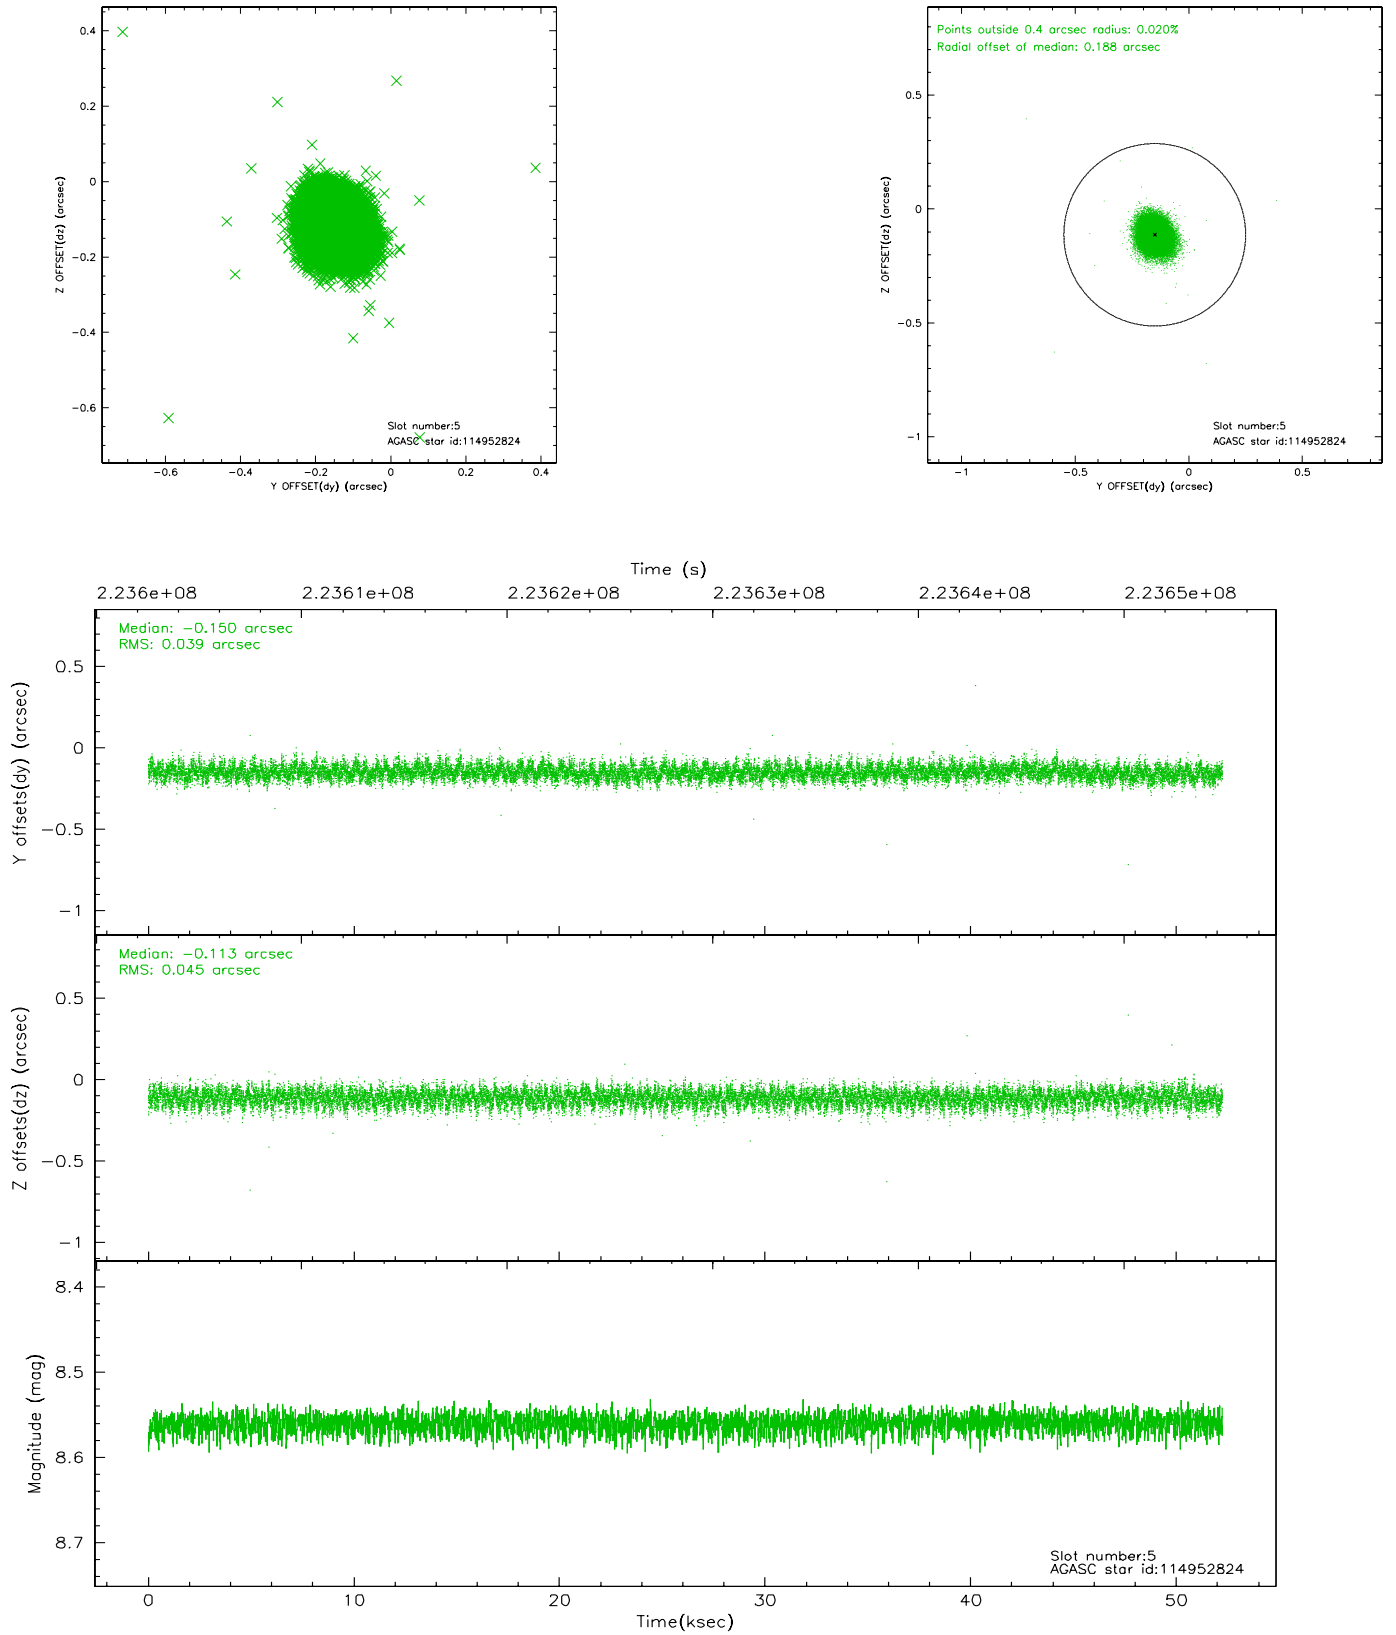 0.4
0.2
0
−0.2
−0.4
−0.6
Z OFFSET(dz) (arcsec)
Slot number:5
AGASC star id:114952824
−0.6 −0.4 −0.2 0 0.2 0.4
Y OFFSET(dy) (arcsec)
Points outside 0.4 arcsec radius: 0.020%
Radial offset of median: 0.188 arcsec
0.5
0
−0.5
−1
Z OFFSET(dz) (arcsec)
Slot number:5
AGASC star id:114952824
−1 −0.5 0 0.5
Y OFFSET(dy) (arcsec)
Time (s)
2.236e+08 2.2361e+08 2.2362e+08 2.2363e+08 2.2364e+08 2.2365e+08
Median: −0.150 arcsec
RMS: 0.039 arcsec
0.5
0
−0.5
−1
Y offsets(dy) (arcsec)
Median: −0.113 arcsec
RMS: 0.045 arcsec
0.5
0
−0.5
−1
Z offsets(dz) (arcsec)
8.4
8.5
8.6
8.7
Magnitude (mag)
Slot number:5
AGASC star id:114952824
0 10 20 30 40 50
Time(ksec)